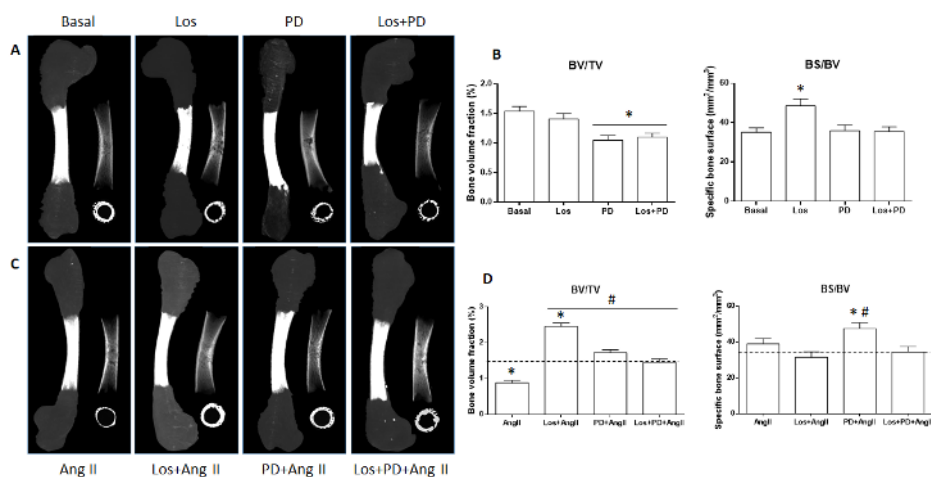 Basal Los PD Los+PD
A
B
BV/TV
Bone volume fraction (%)
2.0
1.5
1.0
0.5
0.0
*
Basal Los PD Los+PD
BS/BV
Specific bone surface (mm²/mm³)
60
40
20
0
*
Basal Los PD Los+PD
C
Ang II Los+Ang II PD+Ang II Los+PD+Ang II
D
BV/TV
Bone volume fraction (%)
3
2
1
0
#
*
*
AngII Los+AngII PD+AngII Los+PD+AngII
BS/BV
Specific bone surface (mm²/mm³)
60
40
20
0
* #
AngII Los+AngII PD+AngII Los+PD+AngII